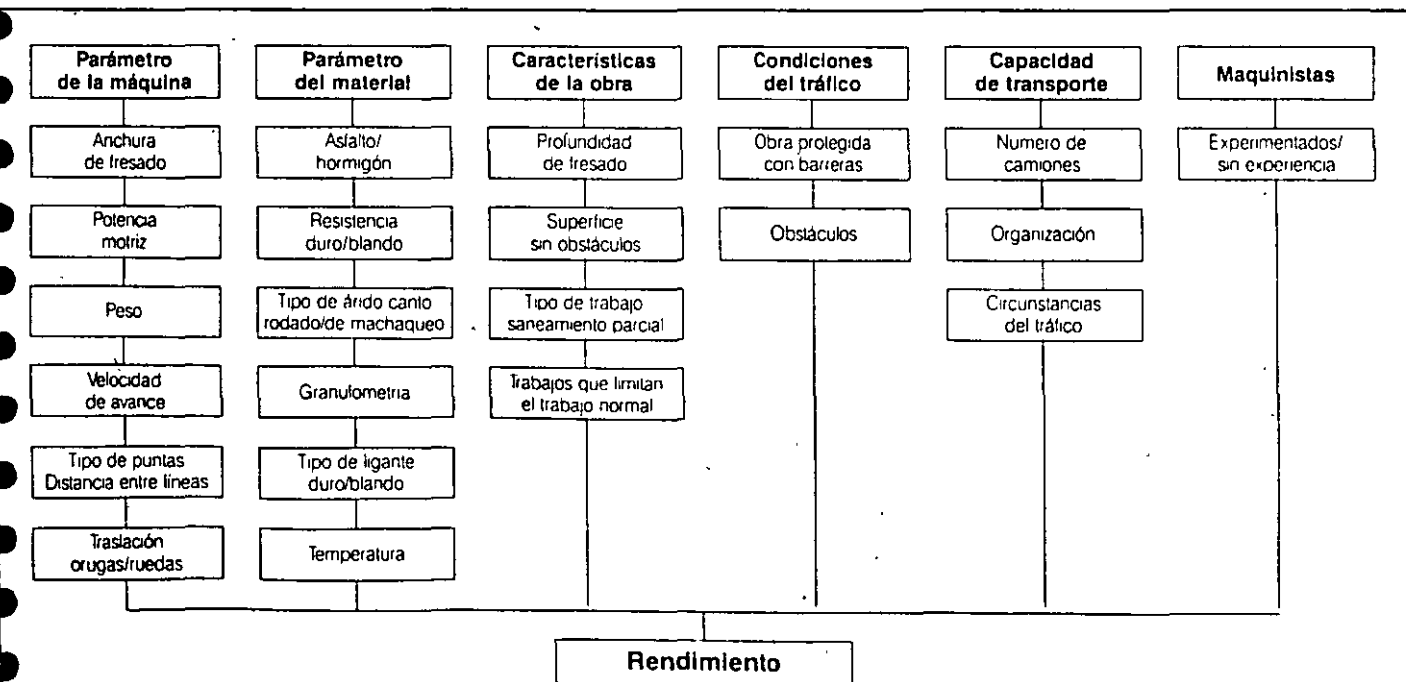 Parámetro
de la máquina
Anchura
de fresado
Potencia
motriz
Peso
Velocidad
de avance
Tipo de puntas
Distancia entre líneas
Traslación
orugas/ruedas
Parámetro
del material
Asfalto/
hormigón
Resistencia
duro/blando
Tipo de árido canto
rodado/de machaqueo
Granulometria
Tipo de ligante
duro/blando
Temperatura
Características
de la obra
Profundidad
de fresado
Superficie
sin obstáculos
Tipo de trabajo
saneamiento parcial
Trabajos que limitan
el trabajo normal
Condiciones
del tráfico
Obra protegida
con barreras
Obstáculos
Capacidad
de transporte
Numero de
camiones
Organización
Circunstancias
del tráfico
Maquinistas
Experimentados/
sin experiencia
Rendimiento